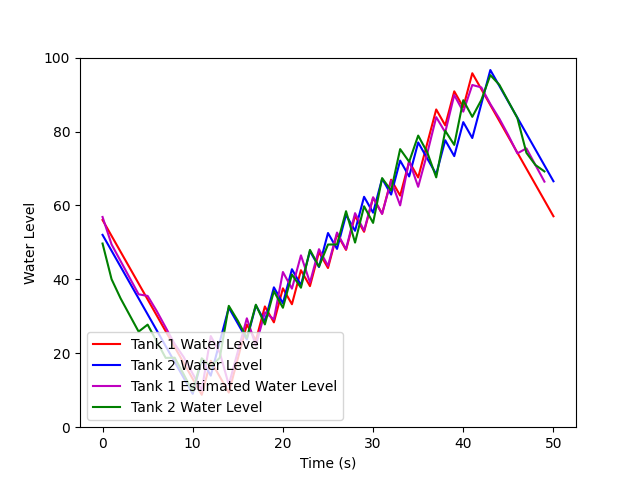 100
80
60
40
20
0
Water Level
Tank 1 Water Level
Tank 2 Water Level
Tank 1 Estimated Water Level
Tank 2 Water Level
0 10 20 30 40 50
Time (s)